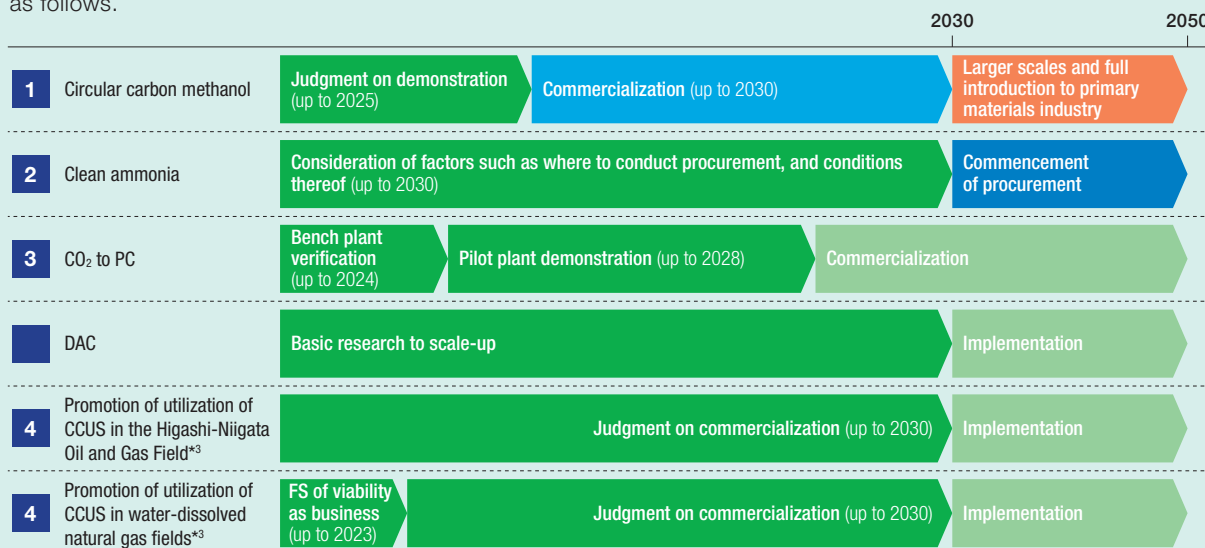 as follows.
2030
2050
1
Circular carbon methanol
Judgment on demonstration
(up to 2025)
Commercialization (up to 2030)
Larger scales and full
introduction to primary
materials industry
2
Clean ammonia
Consideration of factors such as where to conduct procurement, and conditions
thereof (up to 2030)
Commencement
of procurement
3
CO₂ to PC
Bench plant
verification
(up to 2024)
Pilot plant demonstration (up to 2028)
Commercialization
DAC
Basic research to scale-up
Implementation
4
Promotion of utilization of
CCUS in the Higashi-Niigata
Oil and Gas Field*3
Judgment on commercialization (up to 2030)
Implementation
4
Promotion of utilization of
CCUS in water-dissolved
natural gas fields*3
FS of viability
as business
(up to 2023)
Judgment on commercialization (up to 2030)
Implementation